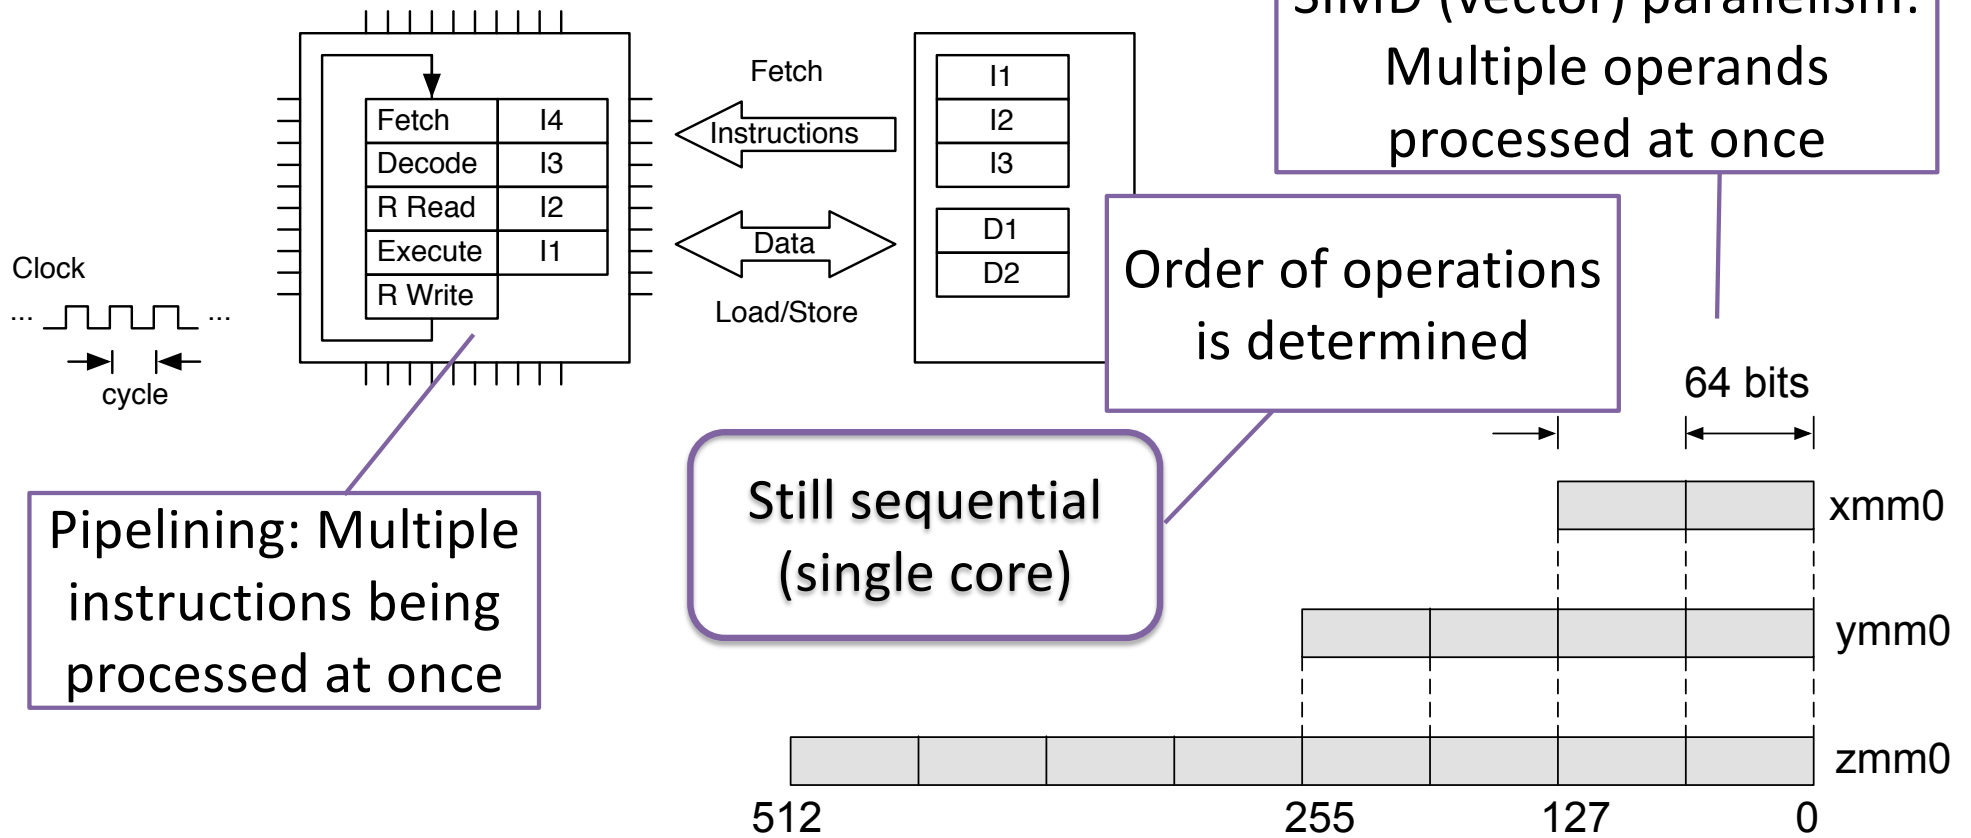 SIMD (vector) parallelism:
Multiple operands
processed at once
Fetch
Instructions
Data
Load/Store
I1
I2
I3
D1
D2
Fetch I4
Decode I3
R Read I2
Execute I1
R Write
Clock
... ...
cycle
Order of operations
is determined
64 bits
Still sequential
(single core)
Pipelining: Multiple
instructions being
processed at once
xmm0
ymm0
zmm0
512 255 127 0